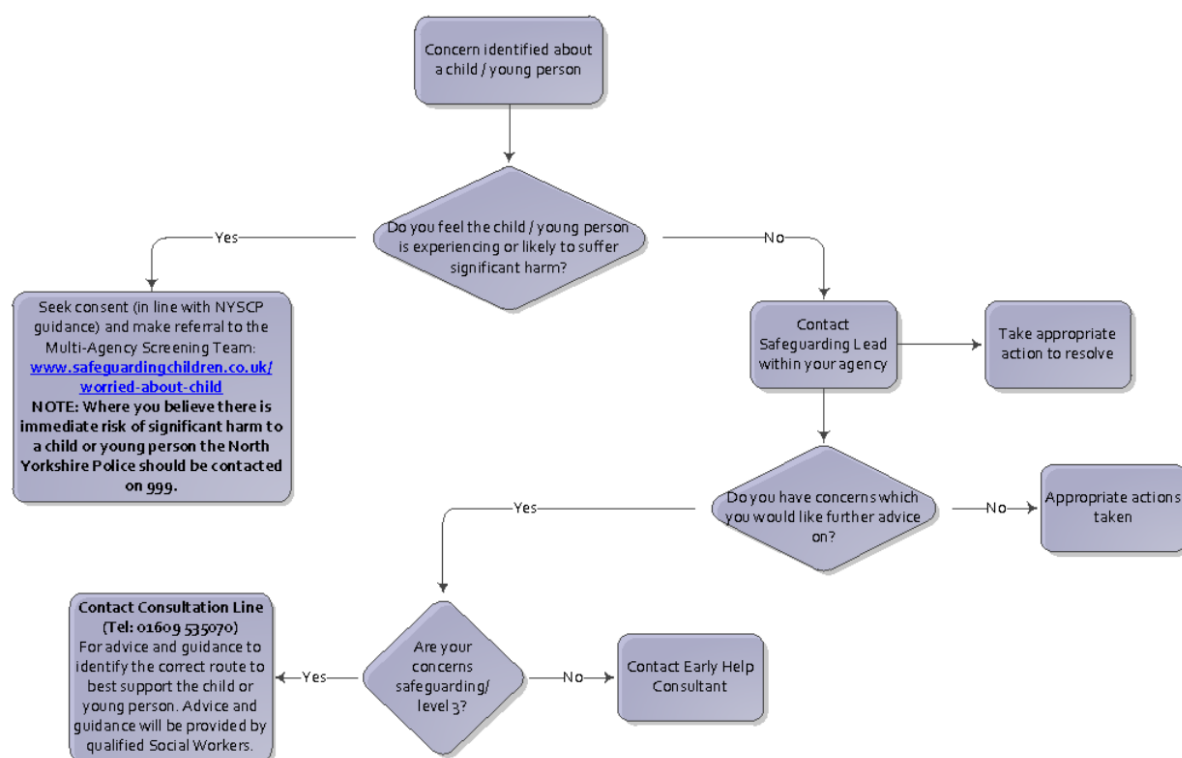 Concern identified about
a child / young person
Do you feel the child / young person
is experiencing or likely to suffer
significant harm?
Yes
No
Seek consent (in line with NYSCP
guidance) and make referral to the
Multi-Agency Screening Team:
www.safeguardingchildren.co.uk/
worried-about-child
NOTE: Where you believe there is
immediate risk of significant harm to
a child or young person the North
Yorkshire Police should be contacted
on 999.
Contact
Safeguarding Lead
within your agency
Take appropriate
action to resolve
Do you have concerns which
you would like further advice
on?
Yes
No
Appropriate actions
taken
Are your
concerns
safeguarding/
level 3?
Yes
No
Contact Consultation Line
(Tel: 01609 535070)
For advice and guidance to
identify the correct route to
best support the child or
young person. Advice and
guidance will be provided by
qualified Social Workers.
Contact Early Help
Consultant